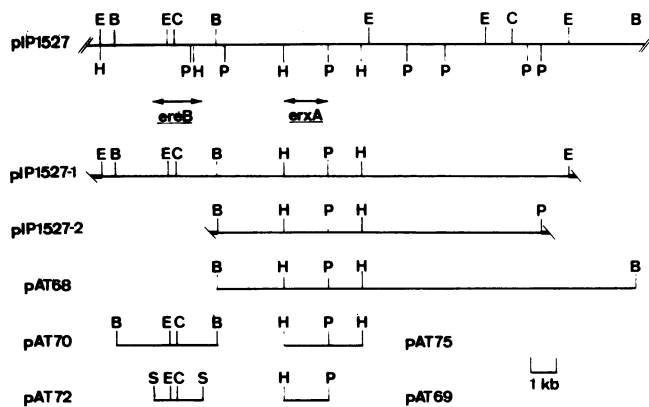 E B E C B E E C E B
pIP1527
H P H P H P H P P P P
ereB erxA
E B E C B H P H E
pIP1527-1
B H P H P
pIP1527-2
B H P H B
pAT68
B E C B H P H
pAT70 pAT75
S E C S H P
pAT72 pAT69
1 kb